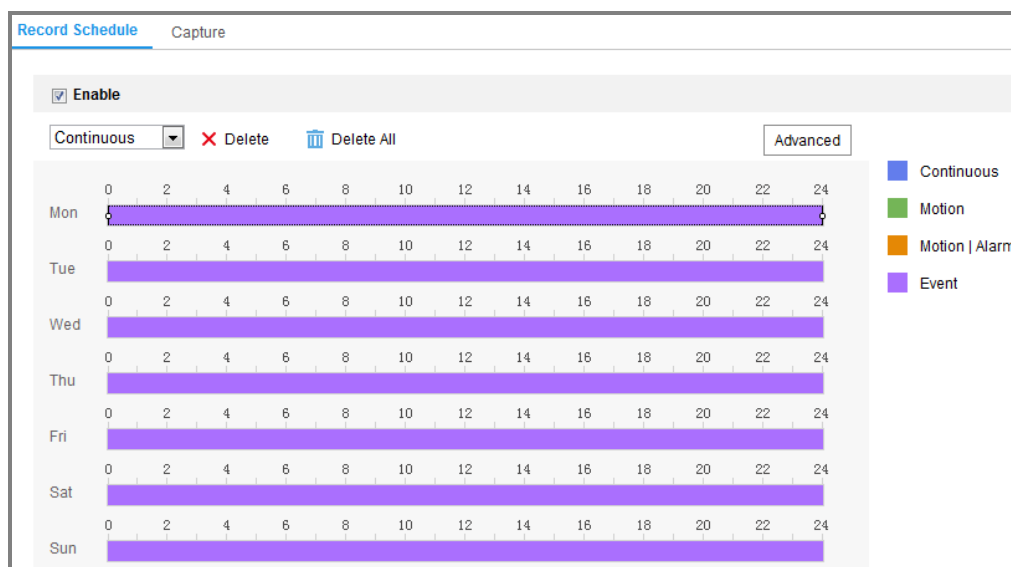 Record Schedule Capture
Enable
Continuous Delete Delete All Advanced
Continuous
Motion
Motion | Alarm
Event
0 2 4 6 8 10 12 14 16 18 20 22 24
Mon
0 2 4 6 8 10 12 14 16 18 20 22 24
Tue
0 2 4 6 8 10 12 14 16 18 20 22 24
Wed
0 2 4 6 8 10 12 14 16 18 20 22 24
Thu
0 2 4 6 8 10 12 14 16 18 20 22 24
Fri
0 2 4 6 8 10 12 14 16 18 20 22 24
Sat
0 2 4 6 8 10 12 14 16 18 20 22 24
Sun